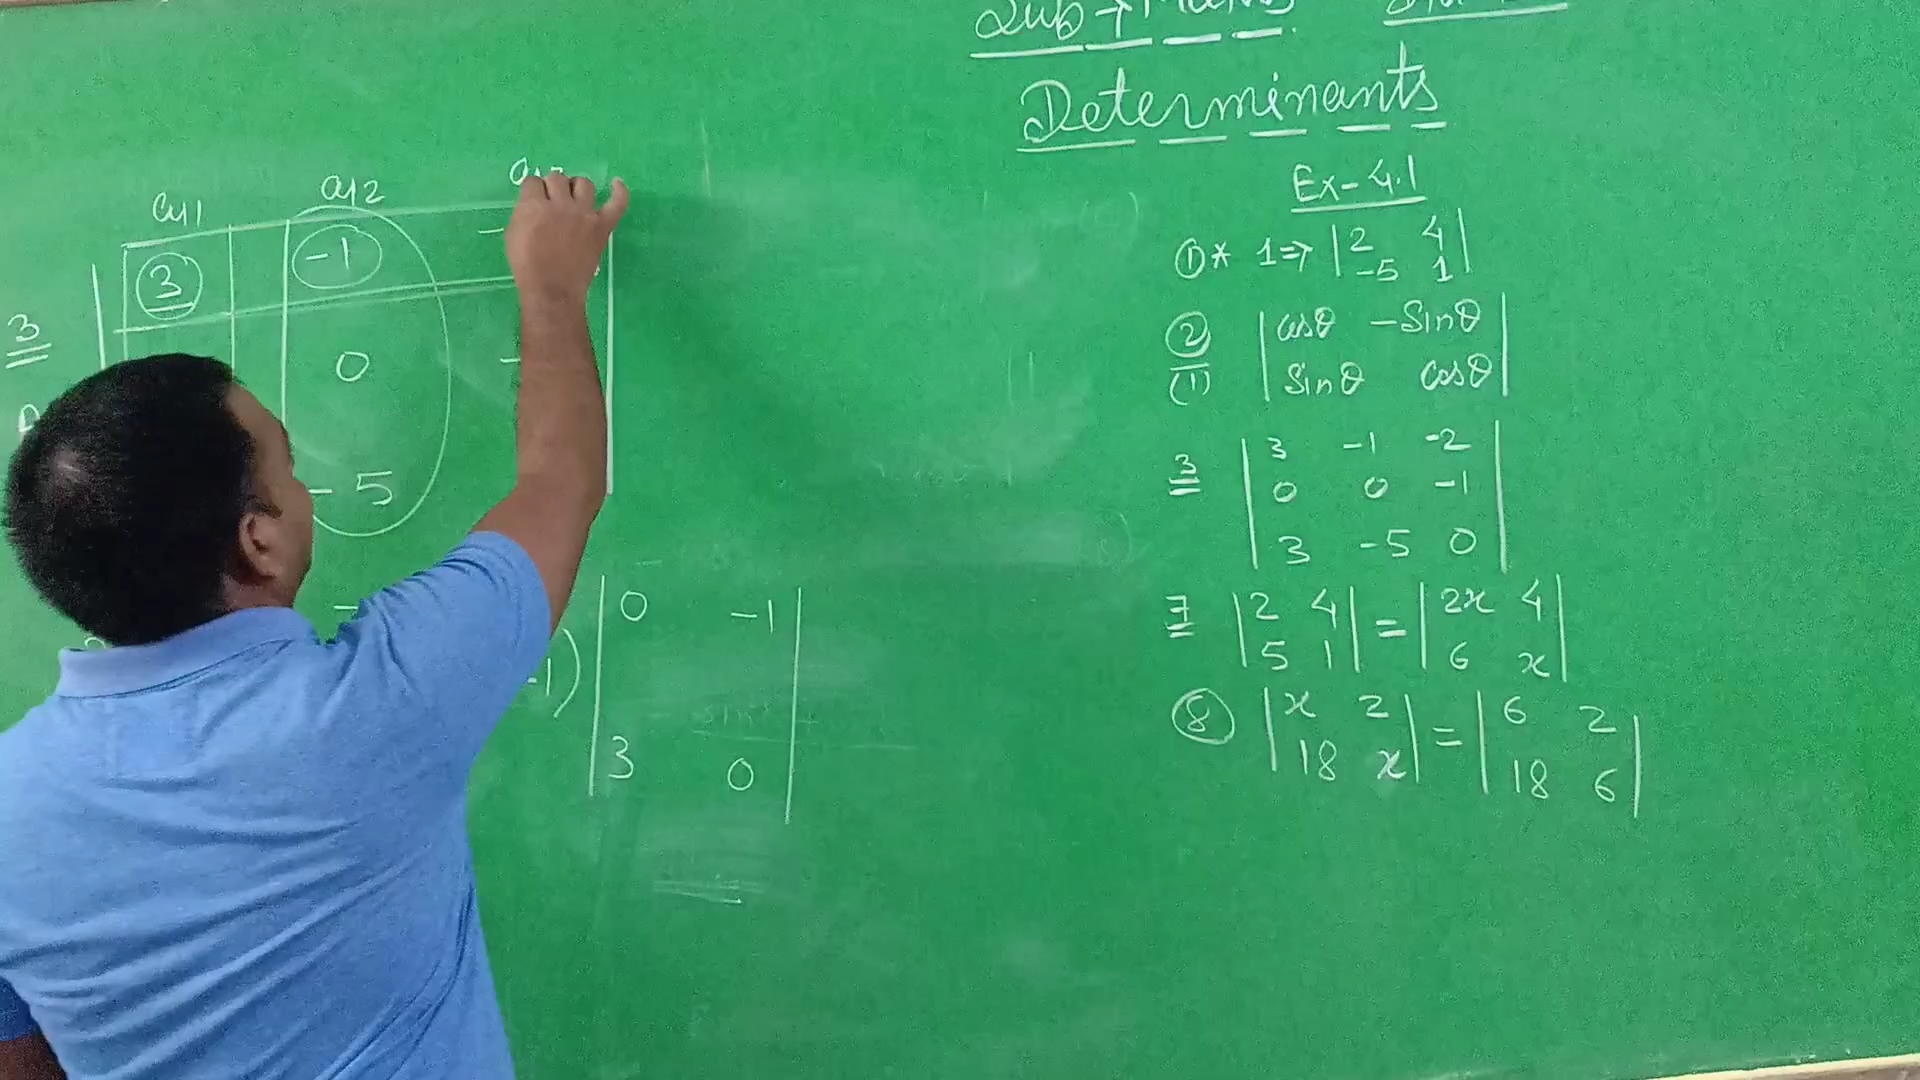 Determinants
Ex-4.1
①* 1⇒ |2 4|
|-5 1|
② |cosθ -Sinθ|
(1) |Sinθ cosθ|
3 |3 -1 -2|
|0 0 -1|
|3 -5 0|
7 |2 4| = |2x 4|
|5 1| |6 x|
⑧ |x 2| = |6 2|
|18 x| |18 6|
a11 a12
3 -1 -
3 0 -
-5
0 -1
-1)
3 0